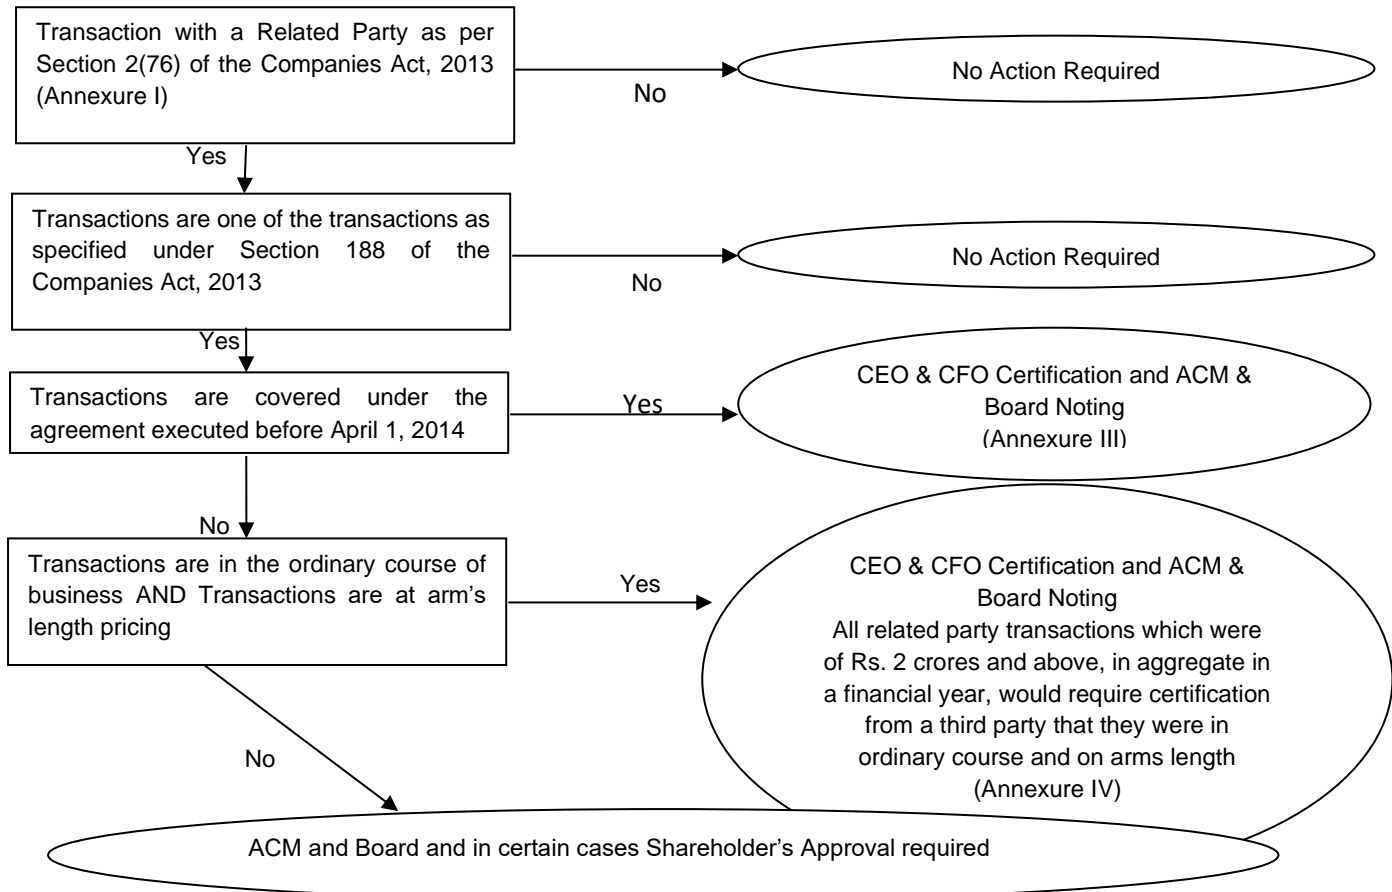 Transaction with a Related Party as per
Section 2(76) of the Companies Act, 2013
(Annexure I)
No Action Required
No
Yes
Transactions are one of the transactions as
specified under Section 188 of the
Companies Act, 2013
No Action Required
No
Yes
Transactions are covered under the
agreement executed before April 1, 2014
Yes
CEO & CFO Certification and ACM &
Board Noting
(Annexure III)
No
Transactions are in the ordinary course of
business AND Transactions are at arm's
length pricing
Yes
CEO & CFO Certification and ACM &
Board Noting
All related party transactions which were
of Rs. 2 crores and above, in aggregate in
a financial year, would require certification
from a third party that they were in
ordinary course and on arms length
(Annexure IV)
No
ACM and Board and in certain cases Shareholder's Approval required